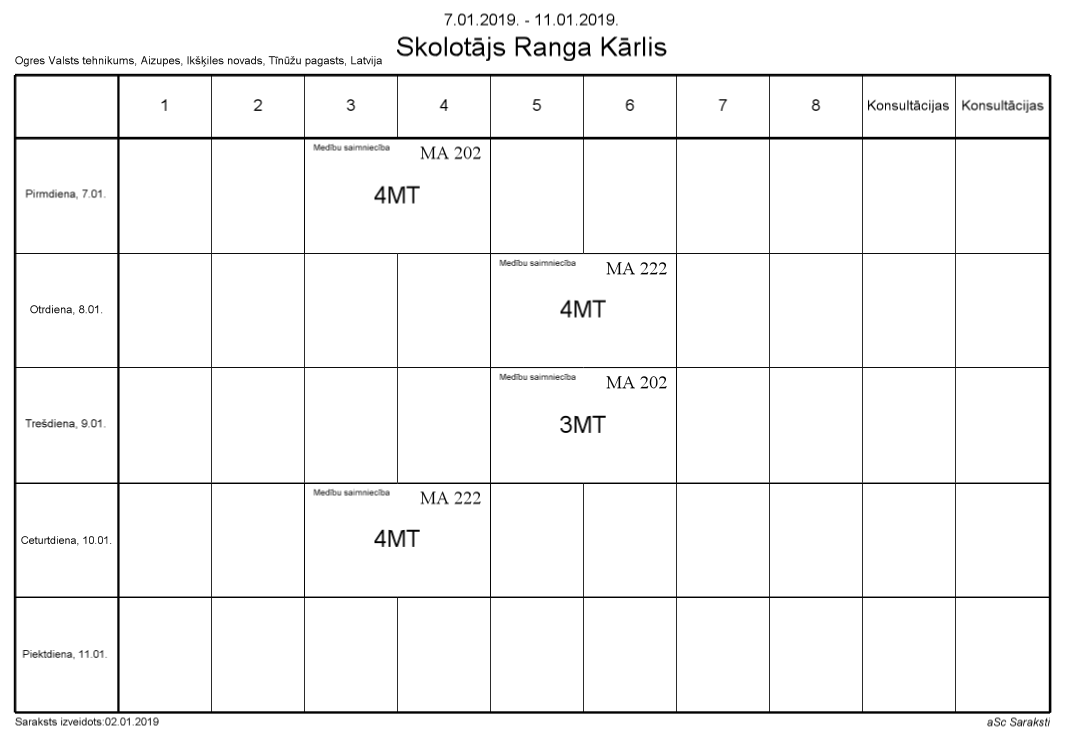 7.01.2019. - 11.01.2019.
Skolotājs Ranga Kārlis
Ogres Valsts tehnikums, Aizupes, Ikšķiles novads, Tīnūžu pagasts, Latvija
1 2 3 4 5 6 7 8 Konsultācijas Konsultācijas
Pirmdiena, 7.01.
Medību saimniecība MA 202
4MT
Otrdiena, 8.01.
Medību saimniecība MA 222
4MT
Trešdiena, 9.01.
Medību saimniecība MA 202
3MT
Ceturtdiena, 10.01.
Medību saimniecība MA 222
4MT
Piektdiena, 11.01.
Saraksts izveidots:02.01.2019
aSc Saraksti